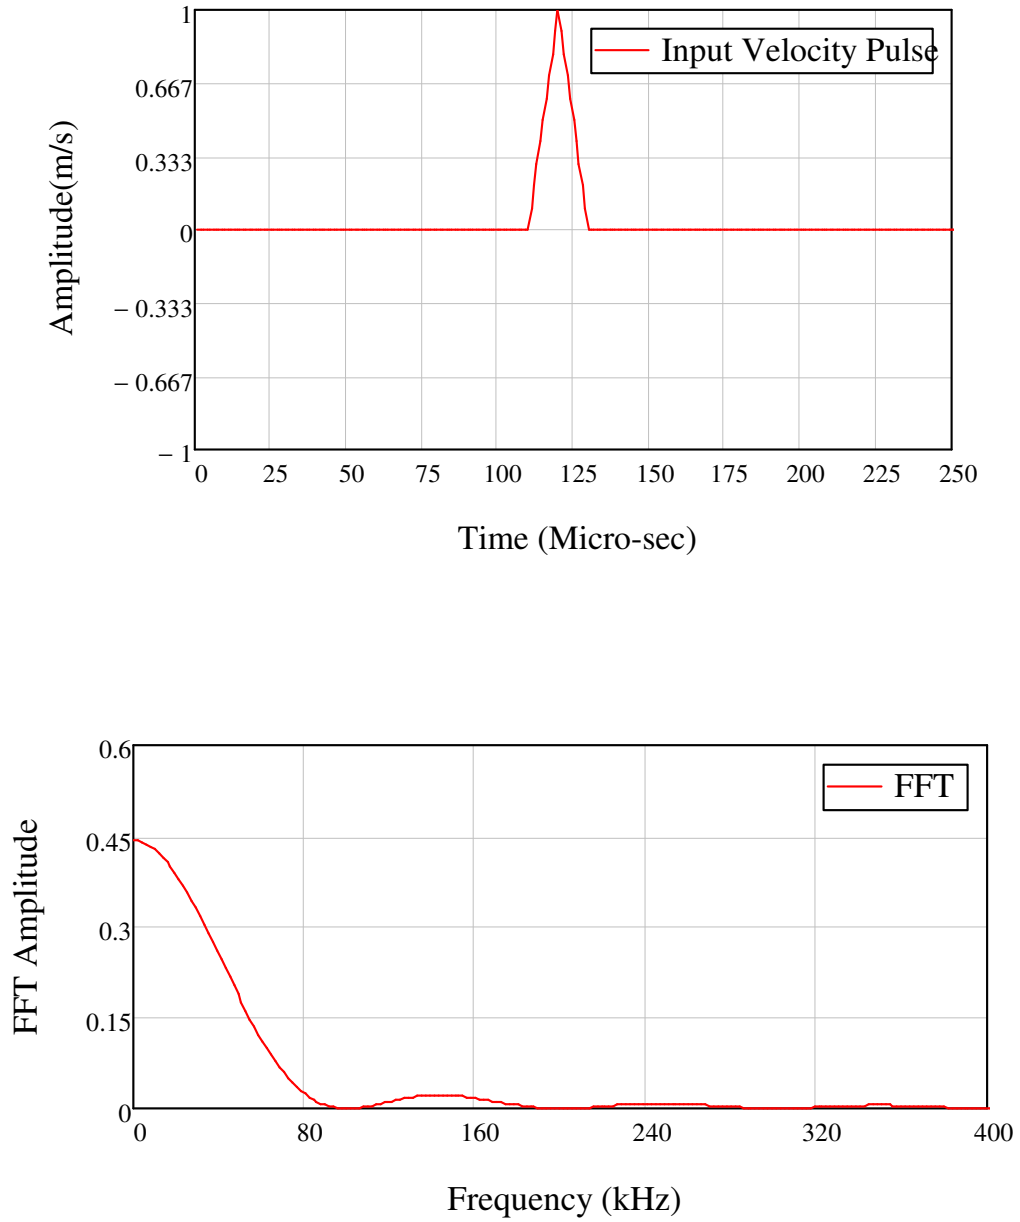 1
Input Velocity Pulse
0.667
0.333
0
− 0.333
− 0.667
− 1
Amplitude(m/s)
0 25 50 75 100 125 150 175 200 225 250
Time (Micro-sec)
0.6
FFT
0.45
0.3
0.15
0
FFT Amplitude
0 80 160 240 320 400
Frequency (kHz)